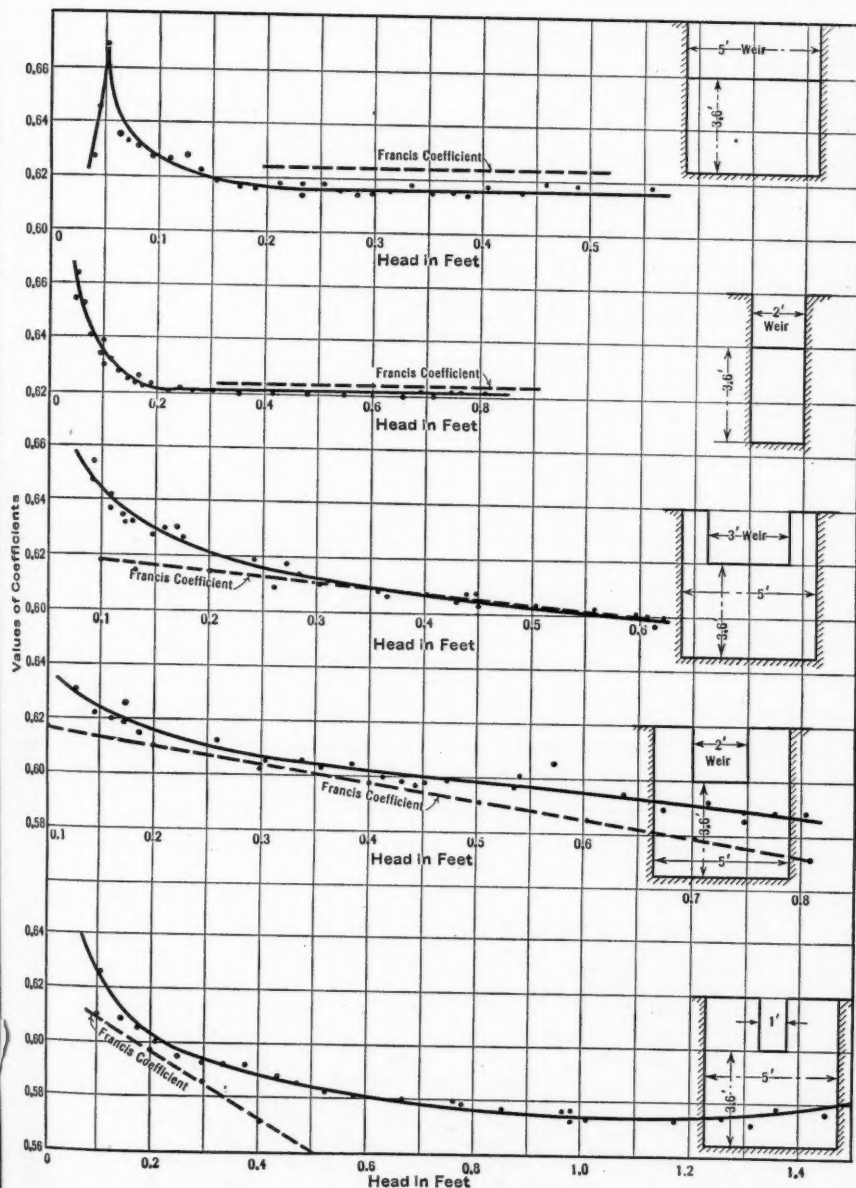 Values of Coefficients
0.66
0.64
0.62
0.60
0 0.1 0.2 0.3 0.4 0.5
Head in Feet
Francis Coefficient
5' Weir
3.6'
0.66
0.64
0.62
0 0.2 0.4 0.6 0.8
Head in Feet
Francis Coefficient
2'
Weir
3.6'
0.66
0.64
0.62
0.60
0.1 0.2 0.3 0.4 0.5 0.6
Head in Feet
Francis Coefficient
3' Weir
5'
3.6'
0.64
0.62
0.60
0.58
0.1 0.2 0.3 0.4 0.5 0.6 0.7 0.8
Head in Feet
Francis Coefficient
2'
Weir
3.6'
5'
0.64
0.62
0.60
0.58
0.56
0 0.2 0.4 0.6 0.8 1.0 1.2 1.4
Head in Feet
Francis Coefficient
1'
5'
3.6'